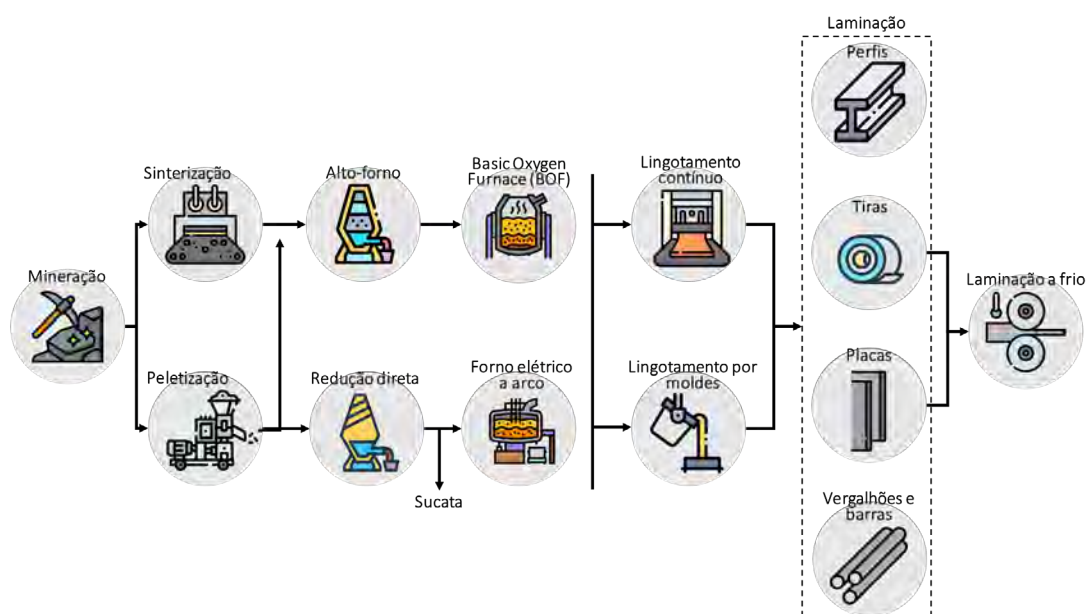 Laminação
Perfis
Sinterização
Alto-forno
Basic Oxygen
Furnace (BOF)
Lingotamento
contínuo
Tiras
Mineração
Laminação a frio
Peletização
Redução direta
Forno elétrico
a arco
Lingotamento por
moldes
Placas
Sucata
Vergalhões e
barras